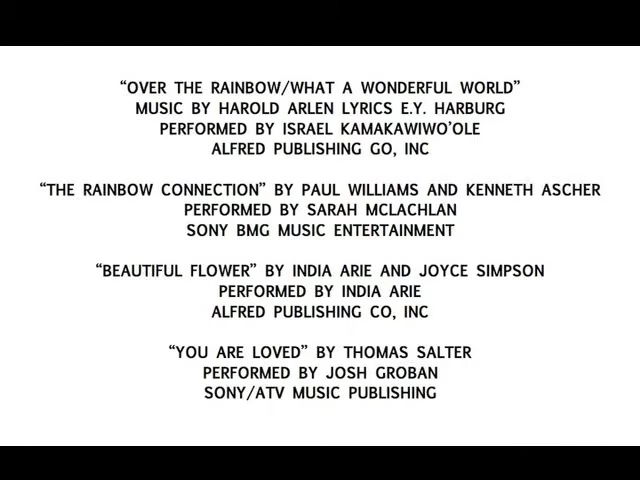 “OVER THE RAINBOW/WHAT A WONDERFUL WORLD”
MUSIC BY HAROLD ARLEN LYRICS E.Y. HARBURG
PERFORMED BY ISRAEL KAMAKAWIWO’OLE
ALFRED PUBLISHING GO, INC
“THE RAINBOW CONNECTION” BY PAUL WILLIAMS AND KENNETH ASCHER
PERFORMED BY SARAH MCLACHLAN
SONY BMG MUSIC ENTERTAINMENT
“BEAUTIFUL FLOWER” BY INDIA ARIE AND JOYCE SIMPSON
PERFORMED BY INDIA ARIE
ALFRED PUBLISHING CO, INC
“YOU ARE LOVED” BY THOMAS SALTER
PERFORMED BY JOSH GROBAN
SONY/ATV MUSIC PUBLISHING